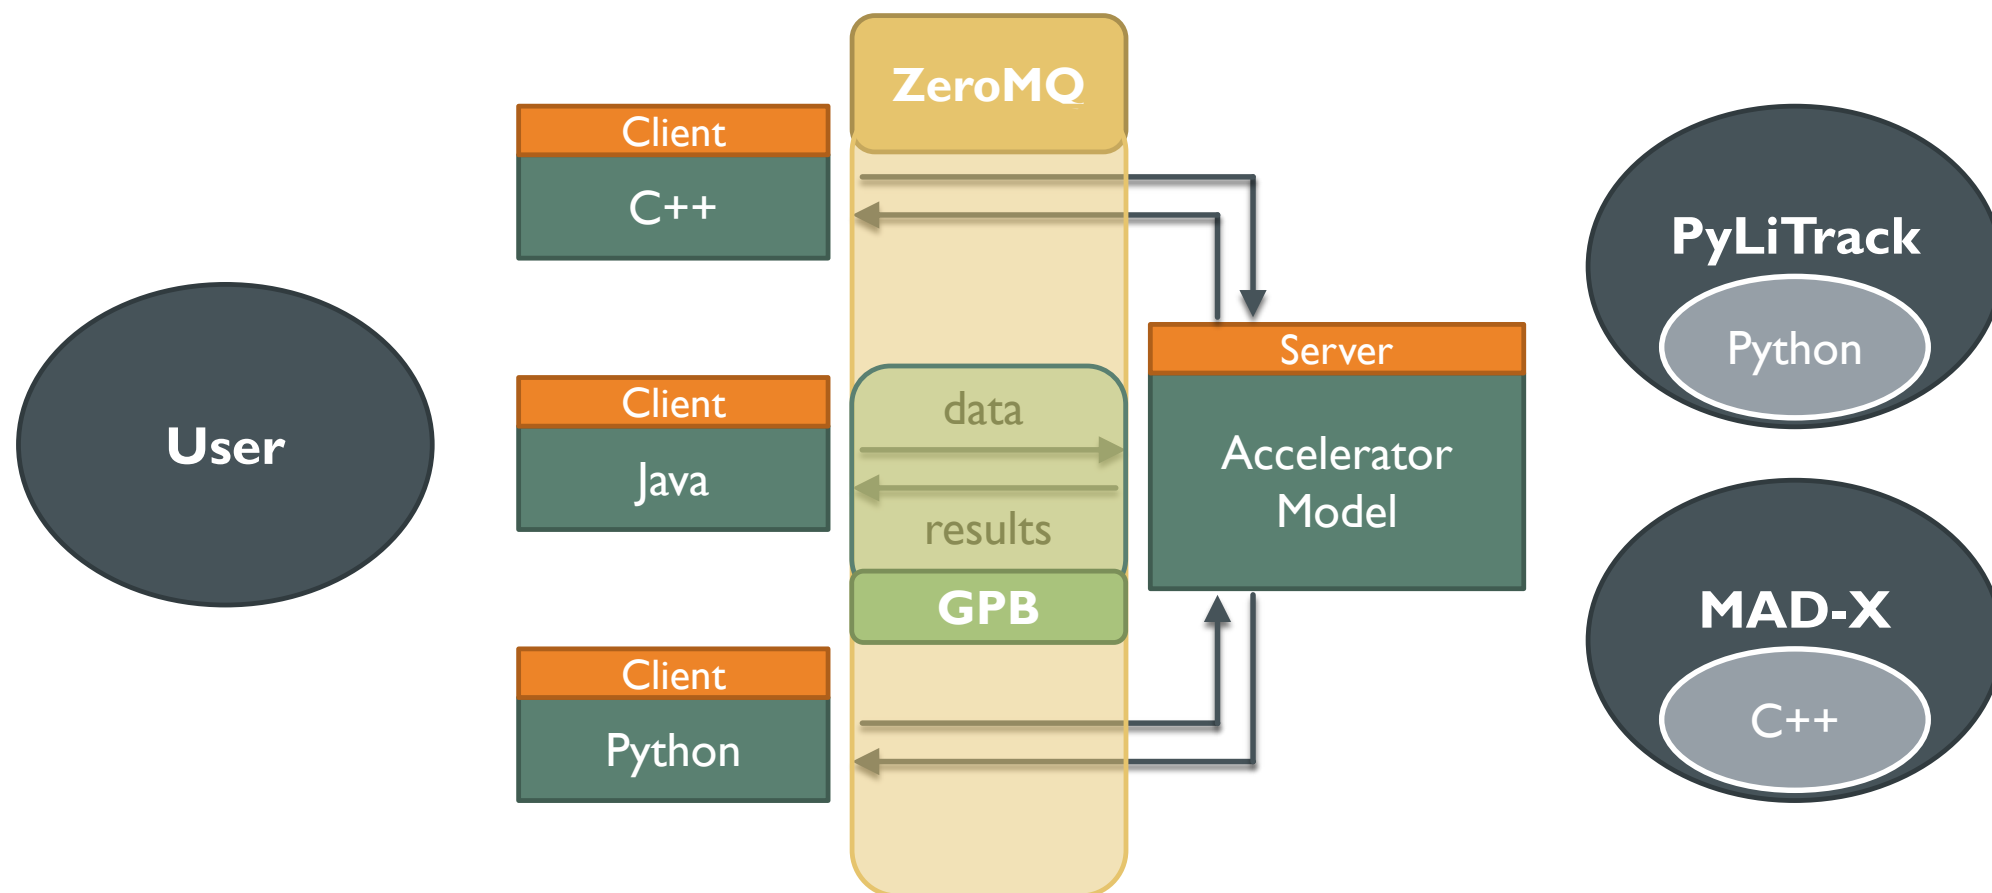 ZeroMQ
Client
C++
User
Client
Java
Client
Python
data
results
GPB
Server
Accelerator
Model
PyLiTrack
Python
MAD-X
C++